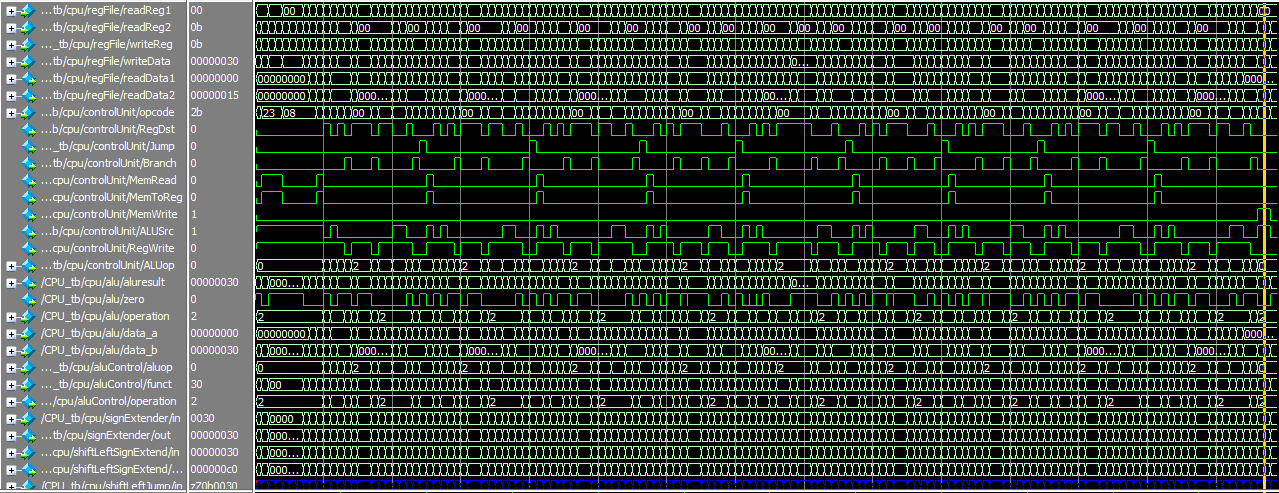 ...tb/cpu/regFile/readReg1 00 00 00
...tb/cpu/regFile/readReg2 0b 00 00 00 00 00 00 00 00 00 00 00 00 00 00 00 00
..._tb/cpu/regFile/writeReg 0b
...tb/cpu/regFile/writeData 00000030 0...
...tb/cpu/regFile/readData1 00000000 00000000 000...
...tb/cpu/regFile/readData2 00000015 00000000 000... 000... 000... 00... 000... 000...
...b/cpu/controlUnit/opcode 2b 23 08 00 00 00 00 00 00 00 00
...b/cpu/controlUnit/RegDst 0
..._tb/cpu/controlUnit/Jump 0
...tb/cpu/controlUnit/Branch 0
...cpu/controlUnit/MemRead 0
...cpu/controlUnit/MemToReg 0
...cpu/controlUnit/MemWrite 1
...b/cpu/controlUnit/ALUSrc 1
...cpu/controlUnit/RegWrite 0
...tb/cpu/controlUnit/ALUop 0 0 2 2 2 2 2 2 2 2 0
/CPU_tb/cpu/alu/aluresult 00000030 000... 0...
/CPU_tb/cpu/alu/zero 0
/CPU_tb/cpu/alu/operation 2 2 2 2 2 2 2 2 2 2 2
/CPU_tb/cpu/alu/data_a 00000000 00000000 000...
/CPU_tb/cpu/alu/data_b 00000030 000... 000... 000... 000... 00... 000... 000...
..._tb/cpu/aluControl/aluop 0 0 2 2 2 2 2 2 2 2 0
..._tb/cpu/aluControl/funct 30 00
.../cpu/aluControl/operation 2 2 2 2 2 2 2 2 2 2 2
/CPU_tb/cpu/signExtender/in 0030 0000
...tb/cpu/signExtender/out 00000030 000...
...cpu/shiftLeftSignExtend/in 00000030 000...
...cpu/shiftLeftSignExtend/... 000000c0 000...
/CPU_tb/cpu/shiftLeftJump/in z70b0030